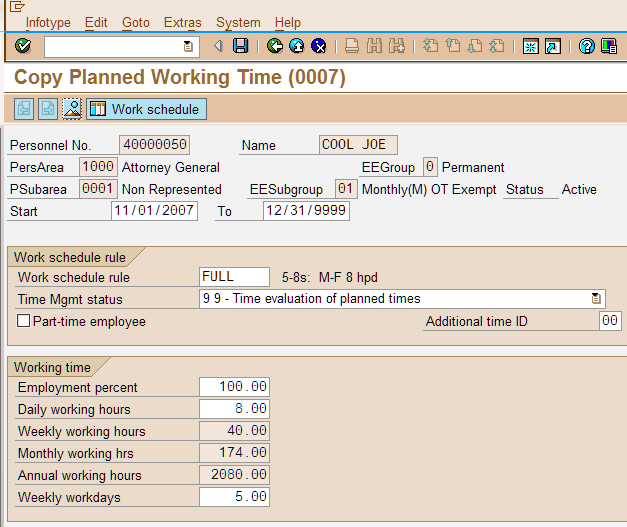 Infotype Edit Goto Extras System Help
Copy Planned Working Time (0007)
Work schedule
Personnel No. 40000050 Name COOL JOE
PersArea 1000 Attorney General EEGroup 0 Permanent
PSubarea 0001 Non Represented EESubgroup 01 Monthly(M) OT Exempt Status Active
Start 11/01/2007 To 12/31/9999
Work schedule rule
Work schedule rule FULL 5-8s: M-F 8 hpd
Time Mgmt status 9 9 - Time evaluation of planned times
Part-time employee Additional time ID 00
Working time
Employment percent 100.00
Daily working hours 8.00
Weekly working hours 40.00
Monthly working hrs 174.00
Annual working hours 2080.00
Weekly workdays 5.00